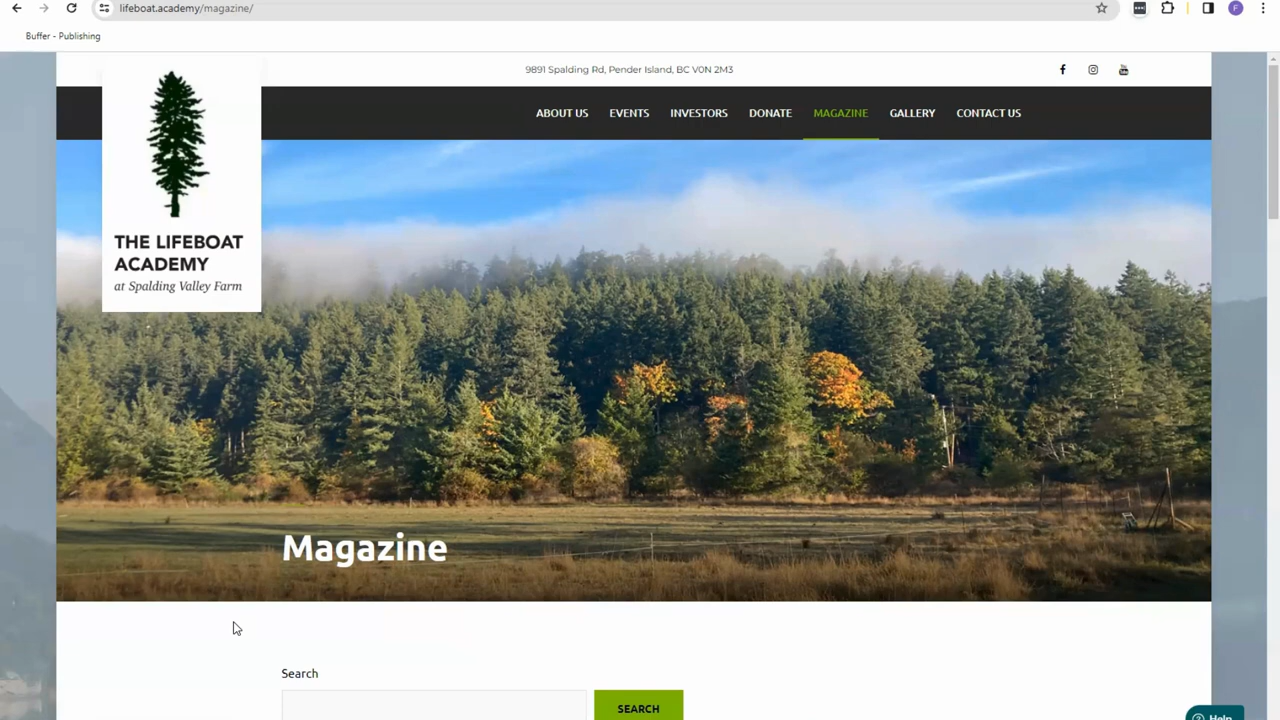 lifeboat.academy/magazine/
F
Buffer - Publishing
9891 Spalding Rd, Pender Island, BC V0N 2M3
ABOUT US EVENTS INVESTORS DONATE MAGAZINE GALLERY CONTACT US
THE LIFEBOAT
ACADEMY
at Spalding Valley Farm
Magazine
Search
SEARCH
Help